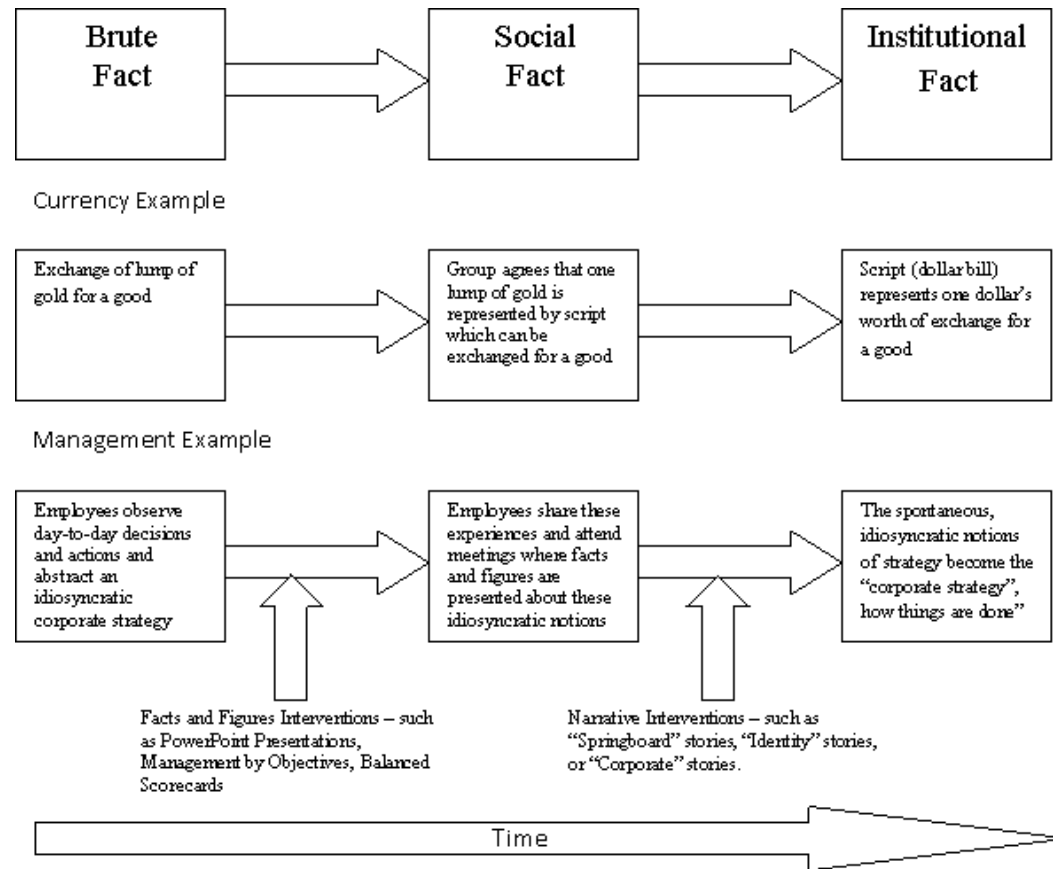 Brute
Fact
Social
Fact
Institutional
Fact
Currency Example
Exchange of lump of
gold for a good
Group agrees that one
lump of gold is
represented by script
which can be
exchanged for a good
Script (dollar bill)
represents one dollar's
worth of exchange for
a good
Management Example
Employees observe
day-to-day decisions
and actions and
abstract an
idiosyncratic
corporate strategy
Employees share these
experiences and attend
meetings where facts
and figures are
presented about these
idiosyncratic notions
The spontaneous,
idiosyncratic notions
of strategy become the
“corporate strategy”,
how things are done”
Facts and Figures Interventions – such
as PowerPoint Presentations,
Management by Objectives, Balanced
Scorecards
Narrative Interventions – such as
“Springboard” stories, “Identity” stories,
or “Corporate” stories.
Time